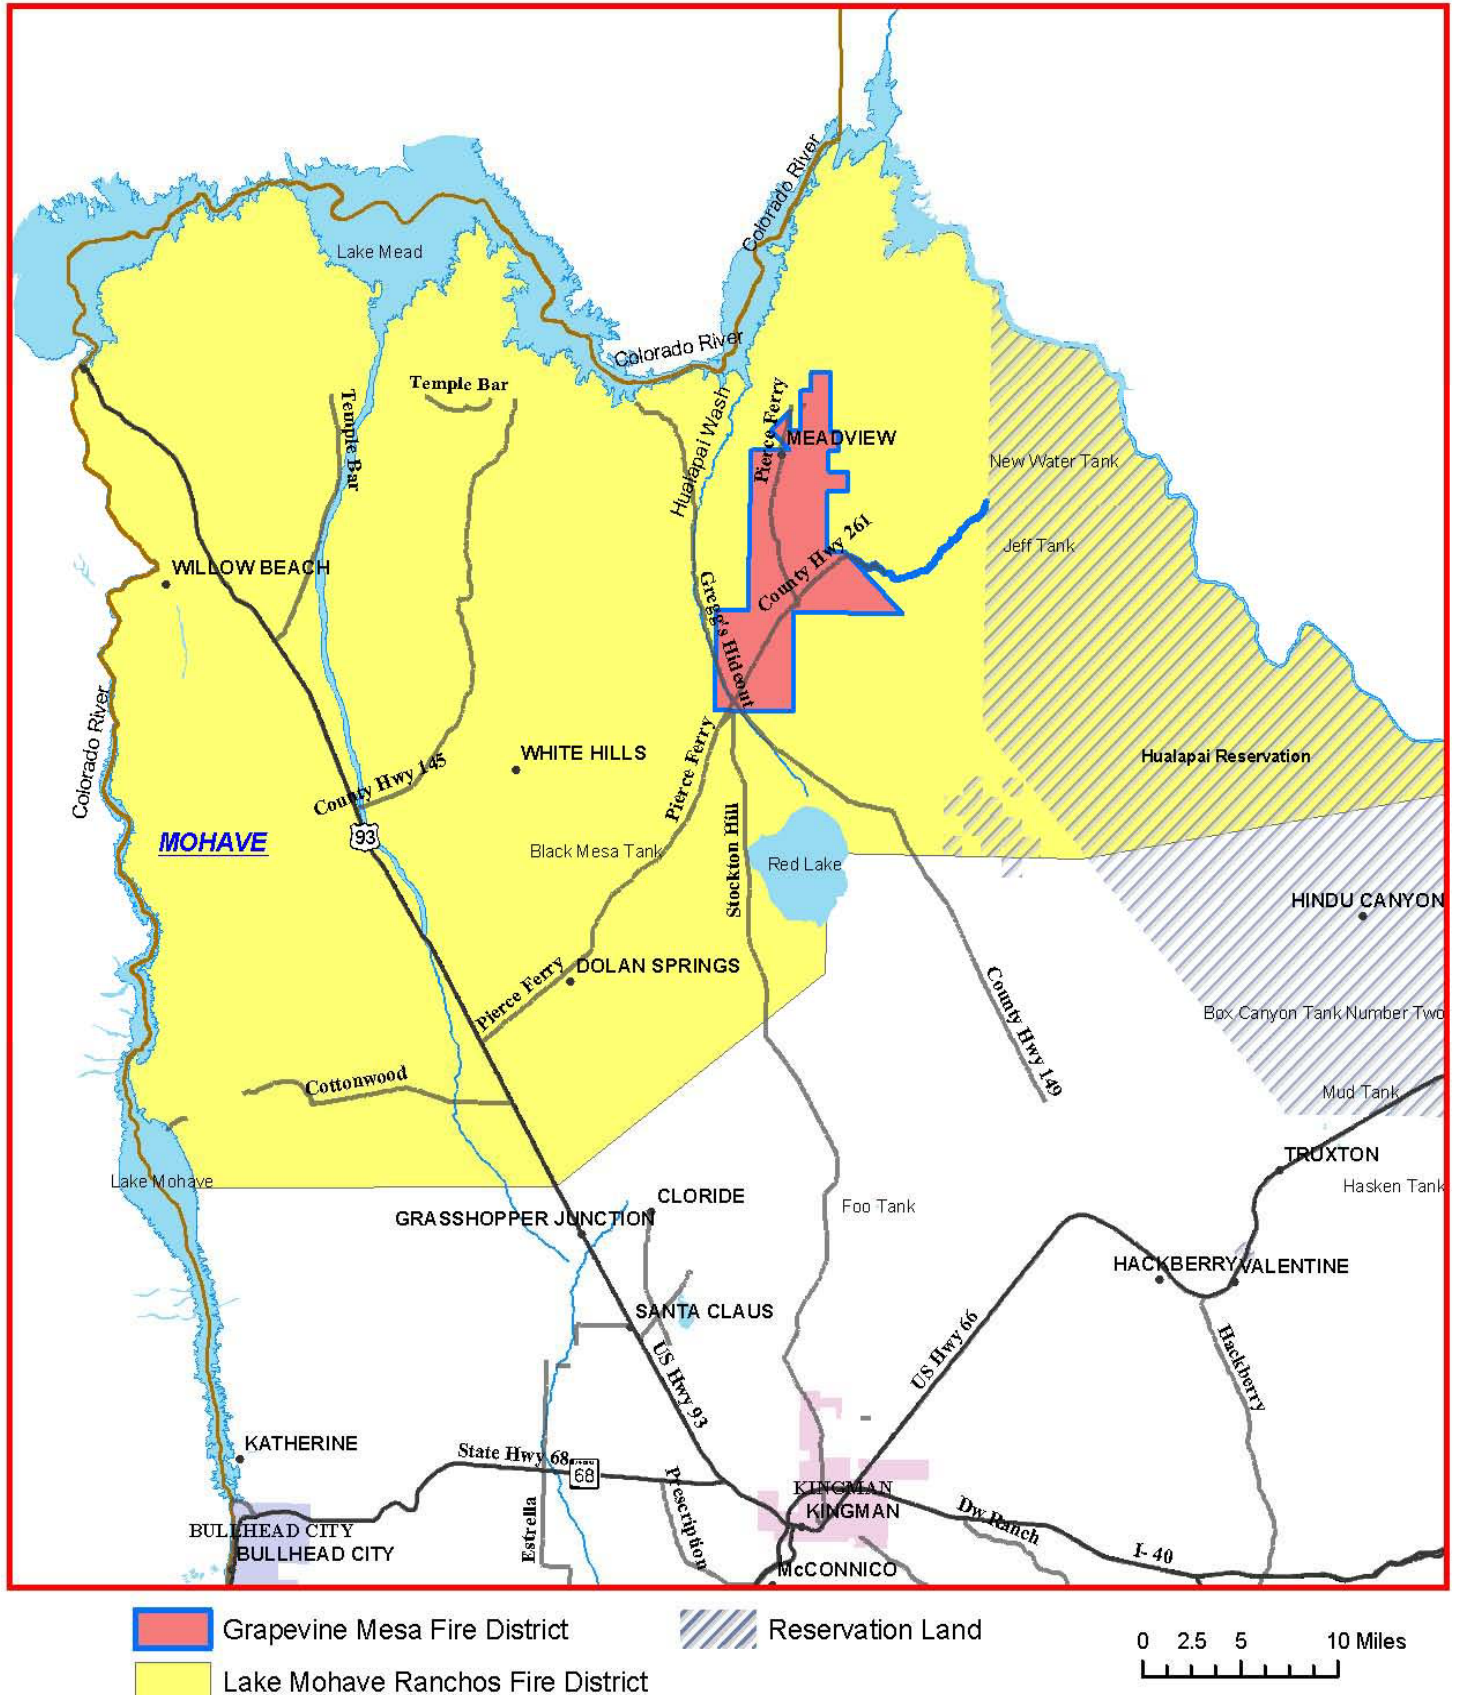 Colorado River
Lake Mead
Colorado River
Temple Bar
Temple Bar
Hualapai Wash
Pierce Ferry
MEADVIEW
New Water Tank
County Hwy 261
Jeff Tank
WILLOW BEACH
Gregg's Hideout
Colorado River
WHITE HILLS
Pierce Ferry
Hualapai Reservation
County Hwy 145
93
MOHAVE
Black Mesa Tank
Stockton Hill
Red Lake
HINDU CANYON
DOLAN SPRINGS
Pierce Ferry
County Hwy 149
Box Canyon Tank Number Two
Cottonwood
Mud Tank
TRUXTON
Lake Mohave
Hasken Tank
CLORIDE
Foo Tank
GRASSHOPPER JUNCTION
HACKBERRY
VALENTINE
SANTA CLAUS
US Hwy 93
US Hwy 66
Hackberry
KATHERINE
State Hwy 68
68
Prescription
KINGMAN
KINGMAN
Estrella
Dw Ranch
BULLHEAD CITY
BULLHEAD CITY
I- 40
McCONNICO
Grapevine Mesa Fire District
Reservation Land
0 2.5 5 10 Miles
Lake Mohave Ranchos Fire District